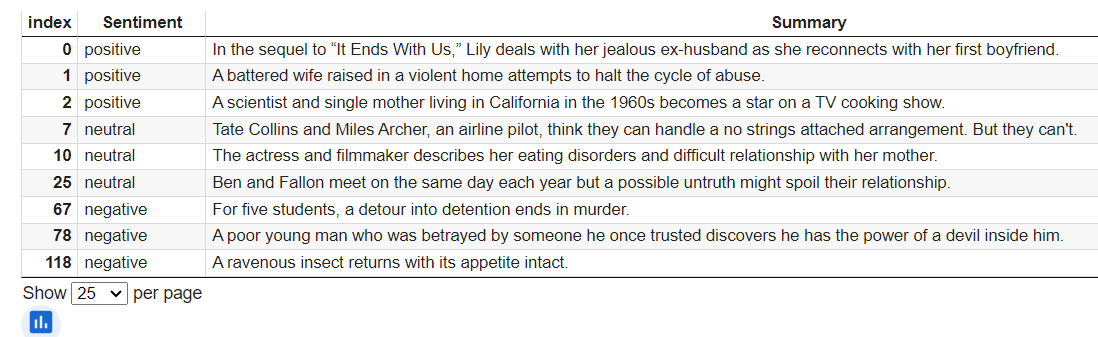 index Sentiment Summary
0 positive In the sequel to “It Ends With Us,” Lily deals with her jealous ex-husband as she reconnects with her first boyfriend.
1 positive A battered wife raised in a violent home attempts to halt the cycle of abuse.
2 positive A scientist and single mother living in California in the 1960s becomes a star on a TV cooking show.
7 neutral Tate Collins and Miles Archer, an airline pilot, think they can handle a no strings attached arrangement. But they can't.
10 neutral The actress and filmmaker describes her eating disorders and difficult relationship with her mother.
25 neutral Ben and Fallon meet on the same day each year but a possible untruth might spoil their relationship.
67 negative For five students, a detour into detention ends in murder.
78 negative A poor young man who was betrayed by someone he once trusted discovers he has the power of a devil inside him.
118 negative A ravenous insect returns with its appetite intact.
Show 25 per page